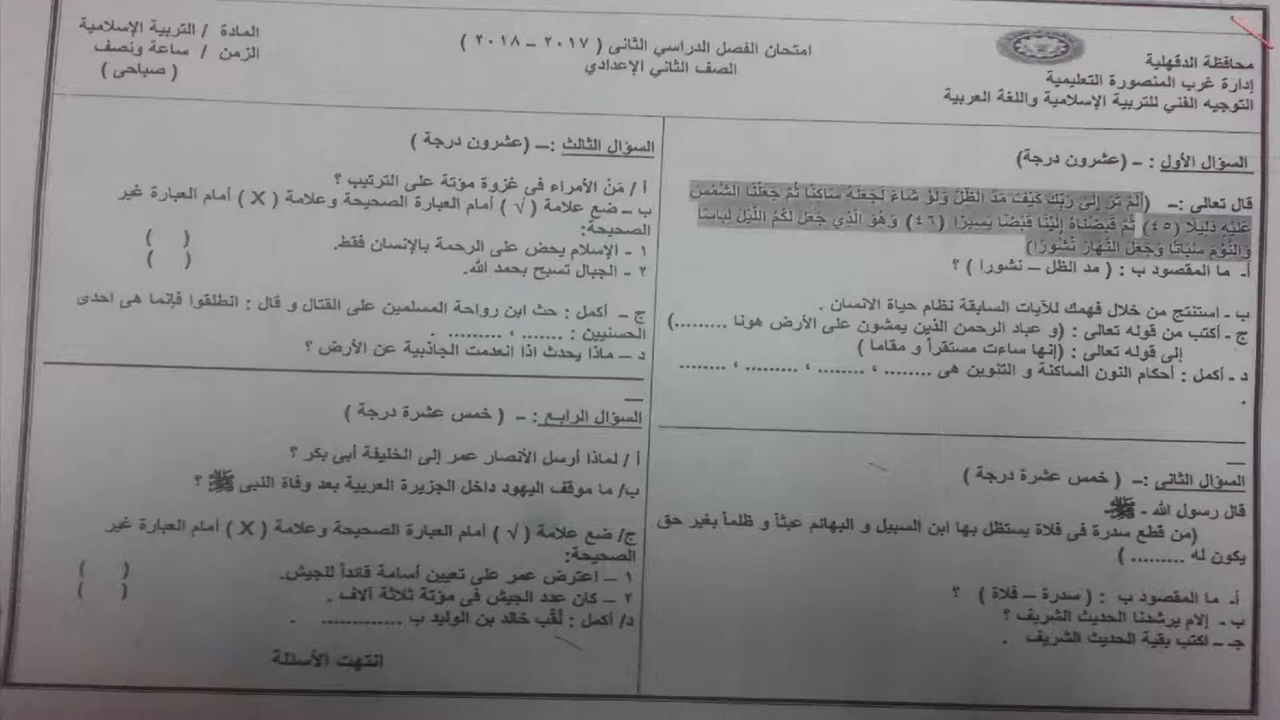 محافظة الدقهلية
إدارة غرب المنصورة التعليمية
التوجيه الفني للتربية الإسلامية واللغة العربية
امتحان الفصل الدراسي الثانى ( ٢٠١٧ – ٢٠١٨ )
الصف الثاني الإعدادي
المادة / التربية الإسلامية
الزمن / ساعة ونصف
( صباحى )
السؤال الأول : – (عشرون درجة)
قال تعالى :– (أَلَمْ تَرَ إِلَىٰ رَبِّكَ كَيْفَ مَدَّ الظِّلَّ وَلَوْ شَاءَ لَجَعَلَهُ سَاكِنًا ثُمَّ جَعَلْنَا الشَّمْسَ
عَلَيْهِ دَلِيلًا (٤٥) ثُمَّ قَبَضْنَاهُ إِلَيْنَا قَبْضًا يَسِيرًا (٤٦) وَهُوَ الَّذِي جَعَلَ لَكُمُ اللَّيْلَ لِبَاسًا
وَالنَّوْمَ سُبَاتًا وَجَعَلَ النَّهَارَ نُشُورًا)
أ- ما المقصود ب : ( مد الظل – نشورا ) ؟
ب - استنتج من خلال فهمك للآيات السابقة نظام حياة الانسان .
ج - أكتب من قوله تعالى : (و عباد الرحمن الذين يمشون على الأرض هونا .........)
إلى قوله تعالى : (إنها ساءت مستقراً و مقاما )
د - أكمل : أحكام النون الساكنة و التنوين هى ........ ، ........ ، ......... ، ........
.
السؤال الثانى :– ( خمس عشرة درجة )
قال رسول الله - ﷺ-
(من قطع سدرة فى فلاة يستظل بها ابن السبيل و البهائم عبثاً و ظلماً بغير حق
يكون له ......... )
أ- ما المقصود ب : ( سدرة – فلاة ) ؟
ب - إلام يرشدنا الحديث الشريف ؟
جـ – اكتب بقية الحديث الشريف .
السؤال الثالث :– (عشرون درجة )
أ / مَنْ الأمراء فى غزوة مؤتة على الترتيب ؟
ب – ضع علامة ( √ ) أمام العبارة الصحيحة وعلامة ( X ) أمام العبارة غير
الصحيحة:
١ - الإسلام يحض على الرحمة بالإنسان فقط. ( )
٢ - الجبال تسبح بحمد الله. ( )
ج – أكمل : حث ابن رواحة المسلمين على القتال و قال : انطلقوا فإنما هى احدى
الحسنيين : ....... ، ......... .
د – ماذا يحدث اذا انعدمت الجاذبية عن الأرض ؟
السؤال الرابع :– ( خمس عشرة درجة )
أ / لماذا أرسل الأنصار عمر إلى الخليفة أبى بكر ؟
ب/ ما موقف اليهود داخل الجزيرة العربية بعد وفاة النبى ﷺ ؟
ج/ ضع علامة ( √ ) أمام العبارة الصحيحة وعلامة ( X ) أمام العبارة غير
الصحيحة:
١ – اعترض عمر على تعيين أسامة قائداً للجيش. ( )
٢ – كان عدد الجيش فى مؤتة ثلاثة آلاف . ( )
د/ أكمل : لُقب خالد بن الوليد ب ............. .
انتهت الأسئلة